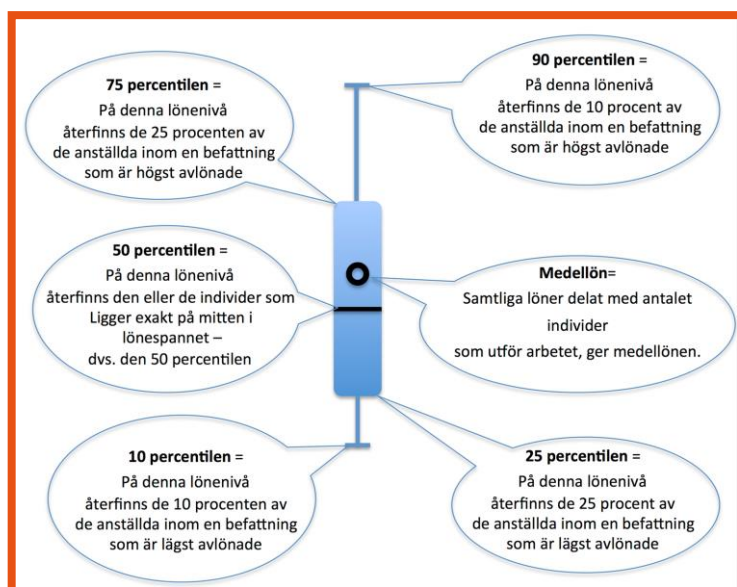 75 percentilen =
På denna lönenivå
återfinns de 25 procenten av
de anställda inom en befattning
som är högst avlönade
90 percentilen =
På denna lönenivå
återfinns de 10 procent av
de anställda inom en befattning
som är högst avlönade
50 percentilen =
På denna lönenivå
återfinns den eller de individer som
Ligger exakt på mitten i
lönespannet –
dvs. den 50 percentilen
Medellön=
Samtliga löner delat med antalet
individer
som utför arbetet, ger medellönen.
10 percentilen =
På denna lönenivå
återfinns de 10 procenten av
de anställda inom en befattning
som är lägst avlönade
25 percentilen =
På denna lönenivå
återfinns de 25 procent av
de anställda inom en befattning
som är lägst avlönade